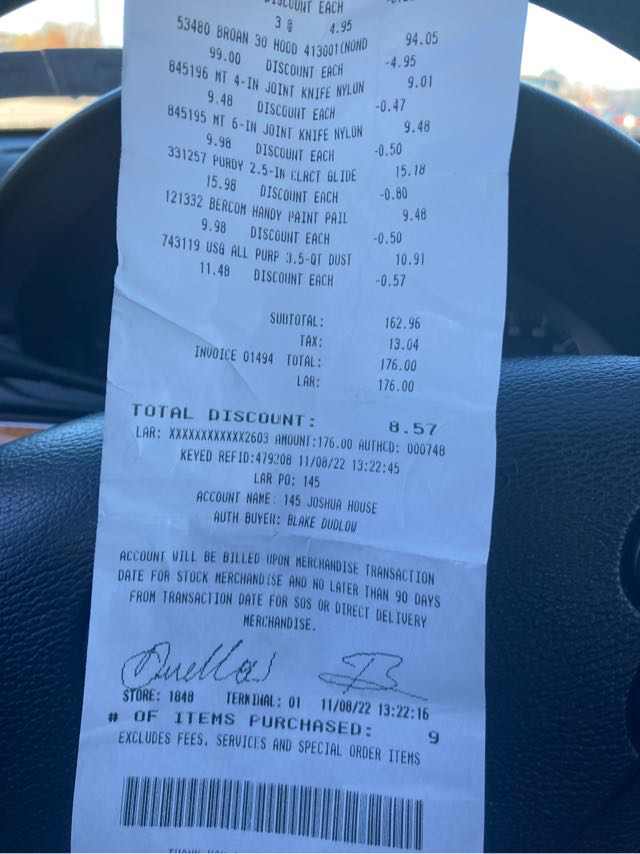 DISCOUNT EACH
3 @ 4.95
53480 BROAN 30 HOOD 413001(NOND 94.05
99.00 DISCOUNT EACH -4.95
845196 MT 4-IN JOINT KNIFE NYLON 9.01
9.48 DISCOUNT EACH -0.47
845195 MT 6-IN JOINT KNIFE NYLON 9.48
9.98 DISCOUNT EACH -0.50
331257 PURDY 2.5-IN CLRCT GLIDE 15.18
15.98 DISCOUNT EACH -0.80
121332 BERCOM HANDY PAINT PAIL 9.48
9.98 DISCOUNT EACH -0.50
743119 USG ALL PURP 3.5-QT DUST 10.91
11.48 DISCOUNT EACH -0.57
SUBTOTAL: 162.96
TAX: 13.04
INVOICE 01494 TOTAL: 176.00
LAR: 176.00
TOTAL DISCOUNT: 8.57
LAR: XXXXXXXXXXXX2603 AMOUNT:176.00 AUTHCD: 000748
KEYED REFID:479208 11/08/22 13:22:45
LAR PO: 145
ACCOUNT NAME: 145 JOSHUA HOUSE
AUTH BUYER: BLAKE DUDLOW
ACCOUNT WILL BE BILLED UPON MERCHANDISE TRANSACTION
DATE FOR STOCK MERCHANDISE AND NO LATER THAN 90 DAYS
FROM TRANSACTION DATE FOR SOS OR DIRECT DELIVERY
MERCHANDISE.
STORE: 1848 TERMINAL: 01 11/08/22 13:22:16
# OF ITEMS PURCHASED: 9
EXCLUDES FEES, SERVICES AND SPECIAL ORDER ITEMS